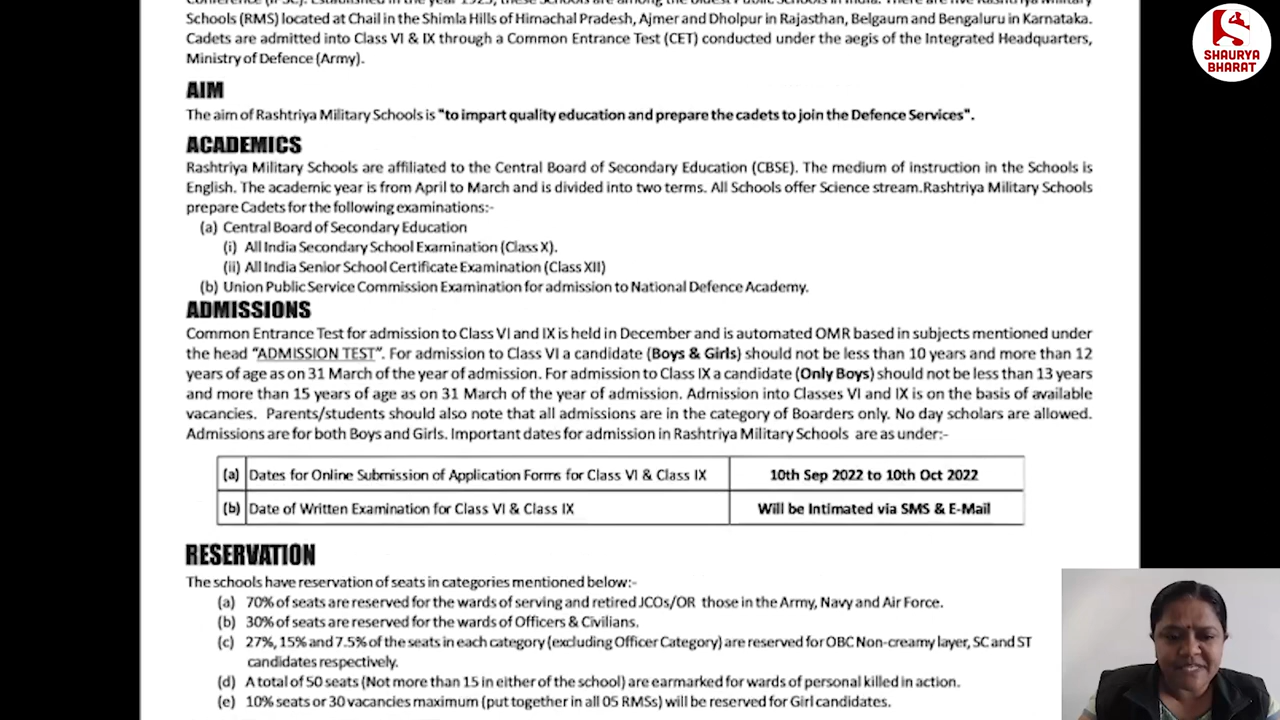 Conference (IPSC). Established in the year 1925, these Schools are among the oldest Public Schools in India. There are five Rashtriya Military
Schools (RMS) located at Chail in the Shimla Hills of Himachal Pradesh, Ajmer and Dholpur in Rajasthan, Belgaum and Bengaluru in Karnataka.
Cadets are admitted into Class VI & IX through a Common Entrance Test (CET) conducted under the aegis of the Integrated Headquarters,
Ministry of Defence (Army).
SHAURYA
BHARAT
AIM
The aim of Rashtriya Military Schools is "to impart quality education and prepare the cadets to join the Defence Services".
ACADEMICS
Rashtriya Military Schools are affiliated to the Central Board of Secondary Education (CBSE). The medium of instruction in the Schools is
English. The academic year is from April to March and is divided into two terms. All Schools offer Science stream.Rashtriya Military Schools
prepare Cadets for the following examinations:-
(a) Central Board of Secondary Education
(i) All India Secondary School Examination (Class X).
(ii) All India Senior School Certificate Examination (Class XII)
(b) Union Public Service Commission Examination for admission to National Defence Academy.
ADMISSIONS
Common Entrance Test for admission to Class VI and IX is held in December and is automated OMR based in subjects mentioned under
the head “ADMISSION TEST”. For admission to Class VI a candidate (Boys & Girls) should not be less than 10 years and more than 12
years of age as on 31 March of the year of admission. For admission to Class IX a candidate (Only Boys) should not be less than 13 years
and more than 15 years of age as on 31 March of the year of admission. Admission into Classes VI and IX is on the basis of available
vacancies. Parents/students should also note that all admissions are in the category of Boarders only. No day scholars are allowed.
Admissions are for both Boys and Girls. Important dates for admission in Rashtriya Military Schools are as under:-
(a) Dates for Online Submission of Application Forms for Class VI & Class IX 10th Sep 2022 to 10th Oct 2022
(b) Date of Written Examination for Class VI & Class IX Will be Intimated via SMS & E-Mail
RESERVATION
The schools have reservation of seats in categories mentioned below:-
(a) 70% of seats are reserved for the wards of serving and retired JCOs/OR those in the Army, Navy and Air Force.
(b) 30% of seats are reserved for the wards of Officers & Civilians.
(c) 27%, 15% and 7.5% of the seats in each category (excluding Officer Category) are reserved for OBC Non-creamy layer, SC and ST
candidates respectively.
(d) A total of 50 seats (Not more than 15 in either of the school) are earmarked for wards of personal killed in action.
(e) 10% seats or 30 vacancies maximum (put together in all 05 RMSs) will be reserved for Girl candidates.